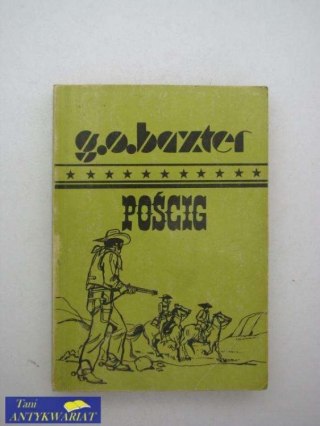 g.o.baxter
POŚCIG
Tani
ANTYKWARIAT